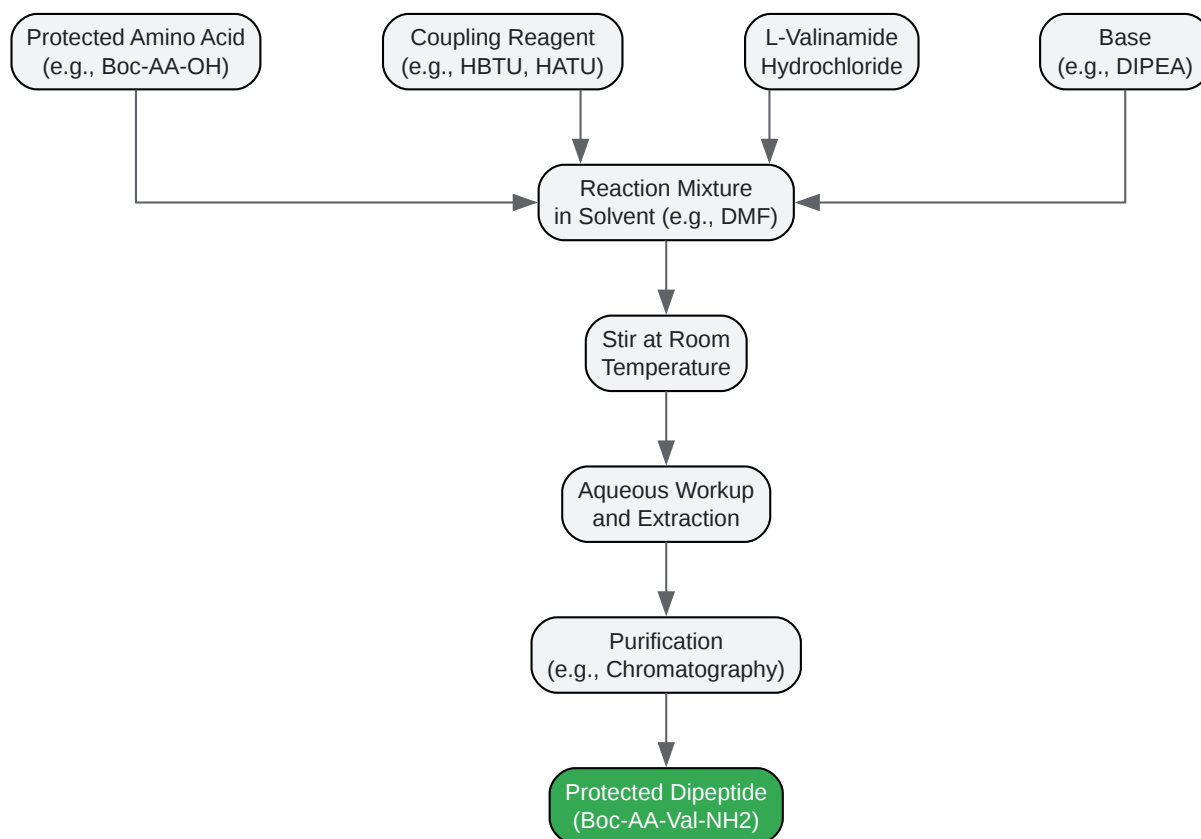 Protected Amino Acid
(e.g., Boc-AA-OH)
Coupling Reagent
(e.g., HBTU, HATU)
L-Valinamide
Hydrochloride
Base
(e.g., DIPEA)
Reaction Mixture
in Solvent (e.g., DMF)
Stir at Room
Temperature
Aqueous Workup
and Extraction
Purification
(e.g., Chromatography)
Protected Dipeptide
(Boc-AA-Val-NH2)